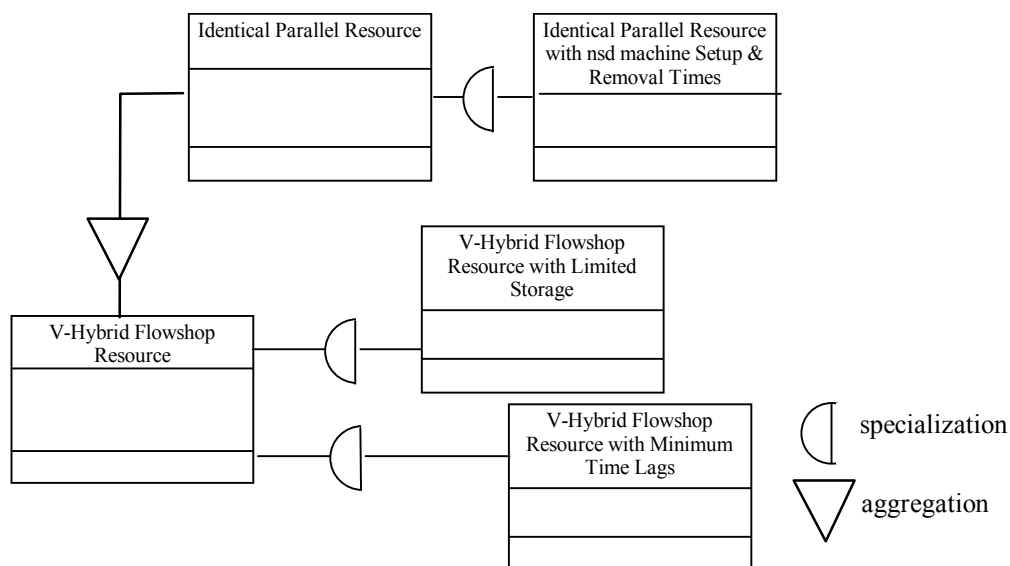 Identical Parallel Resource
Identical Parallel Resource
with nsd machine Setup &
Removal Times
V-Hybrid Flowshop
Resource with Limited
Storage
V-Hybrid Flowshop
Resource
V-Hybrid Flowshop
Resource with Minimum
Time Lags
specialization
aggregation